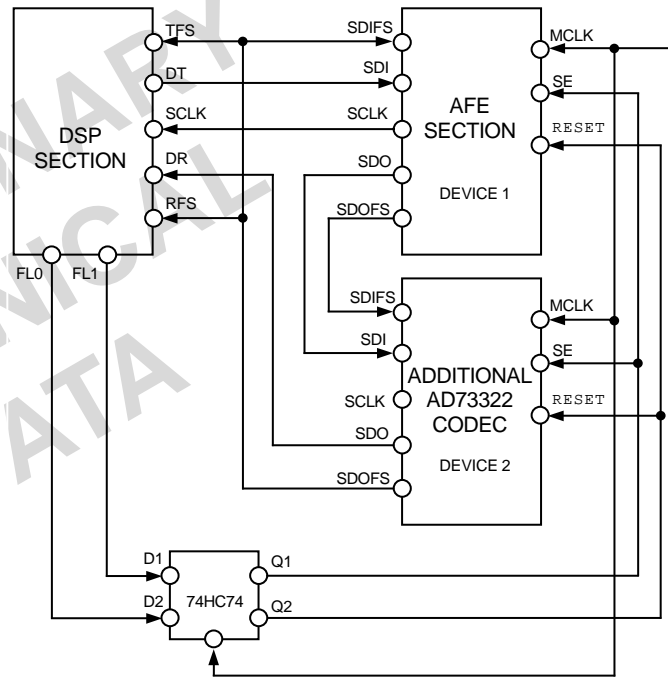 TFS
DT
SCLK
DR
RFS
DSP
SECTION
FL0
FL1
SDIFS
SDI
SCLK
SDO
SDOFS
AFE
SECTION
DEVICE 1
MCLK
SE
RESET
SDIFS
SDI
SCLK
SDO
SDOFS
ADDITIONAL
AD73322
CODEC
DEVICE 2
MCLK
SE
RESET
D1
D2
74HC74
Q1
Q2
DATA